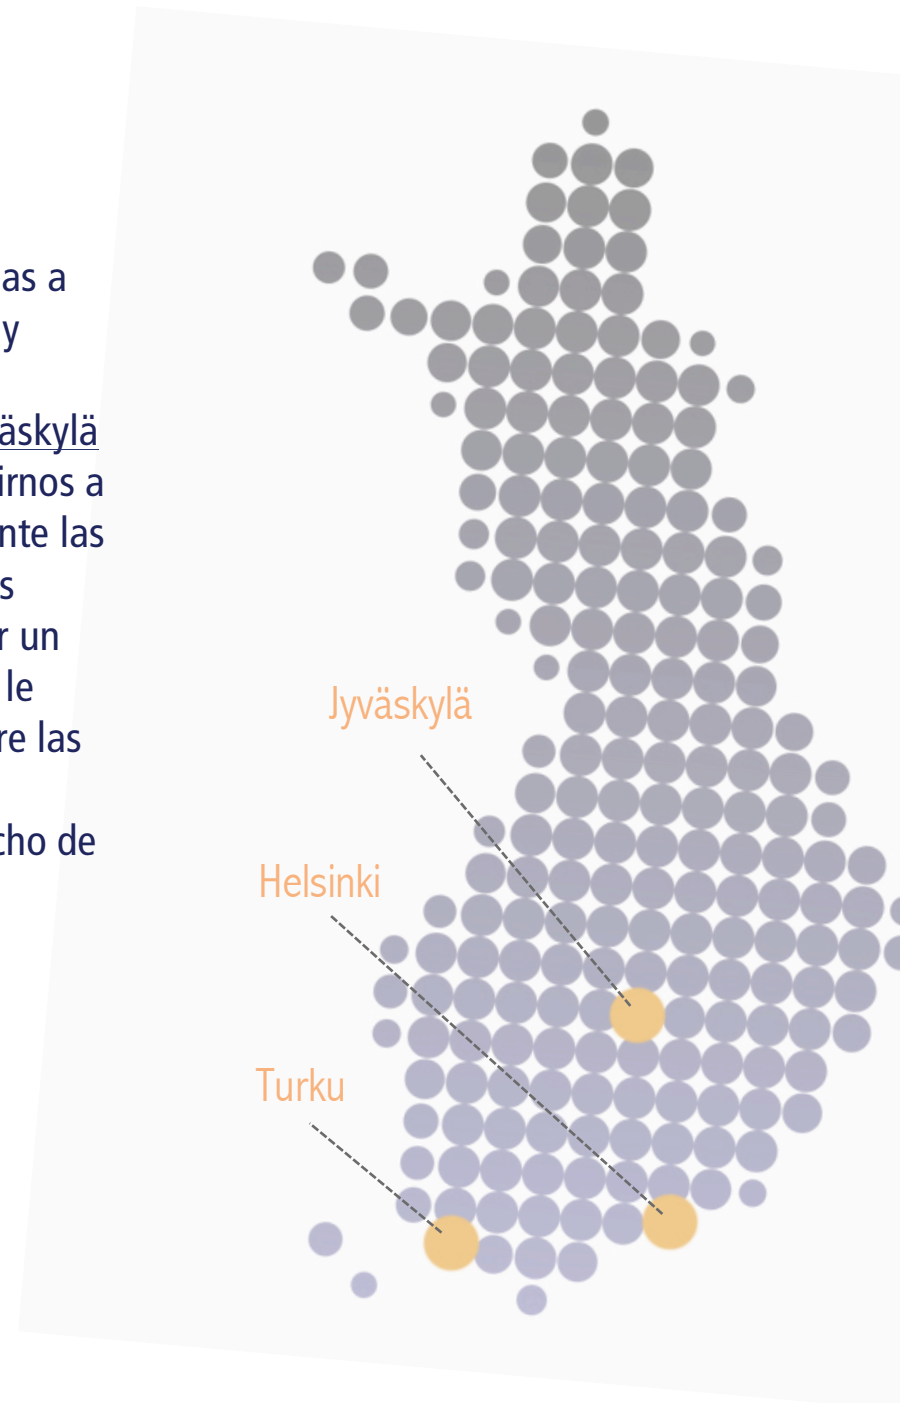 as a
y
äskylä
irnos a
nte las
s
r un
le
re las
cho de
Jyväskylä
Helsinki
Turku